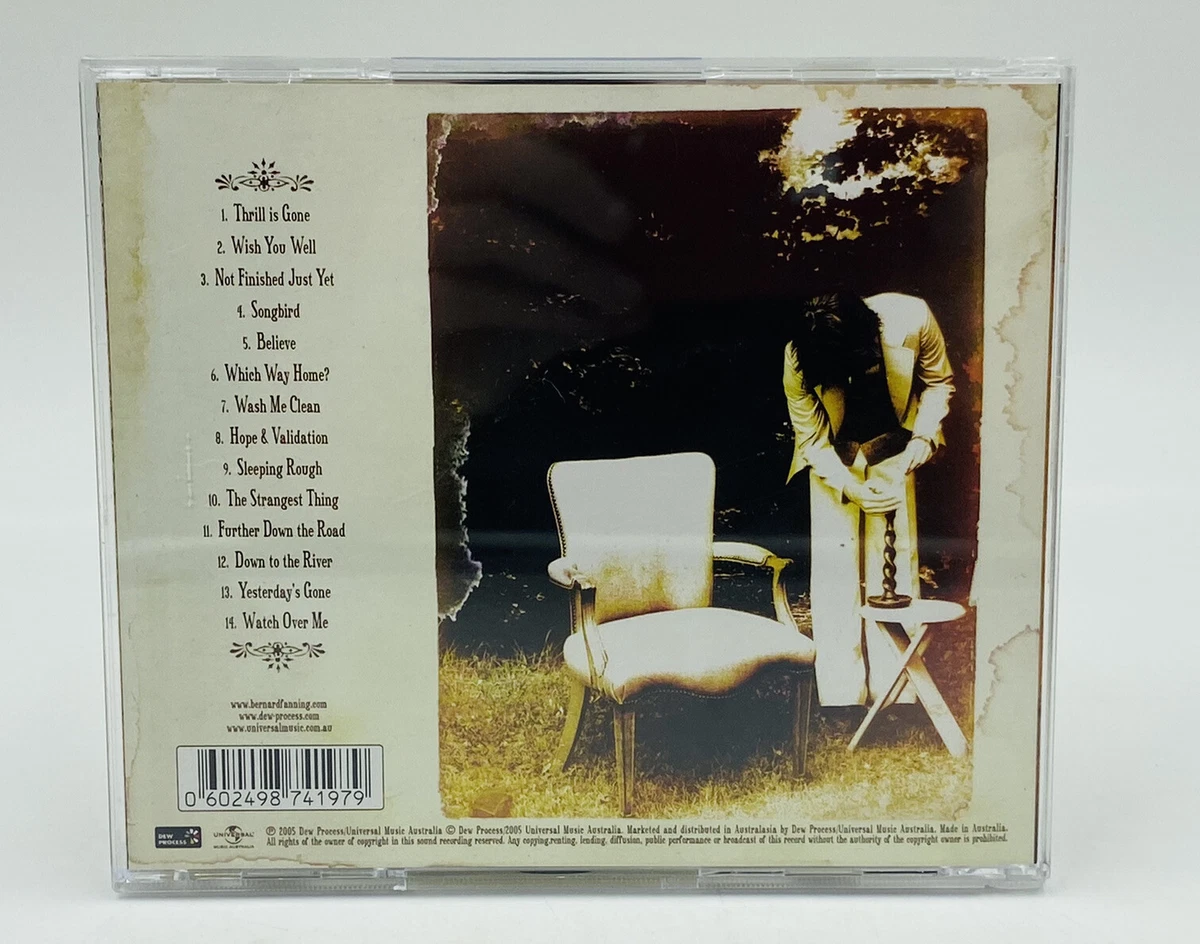 1. Thrill is Gone
2. Wish You Well
3. Not Finished Just Yet
4. Songbird
5. Believe
6. Which Way Home?
7. Wash Me Clean
8. Hope & Validation
9. Sleeping Rough
10. The Strangest Thing
11. Further Down the Road
12. Down to the River
13. Yesterday's Gone
14. Watch Over Me
www.bernardfanning.com
www.dew-process.com
www.universalmusic.com.au
0 602498 741979
DEW PROCESS
UNIVERSAL
MUSIC AUSTRALIA
℗ 2005 Dew Process/Universal Music Australia © Dew Process/2005 Universal Music Australia. Marketed and distributed in Australasia by Dew Process/Universal Music Australia. Made in Australia.
All rights of the owner of copyright in this sound recording reserved. Any copying,renting, lending, diffusion, public performance or broadcast of this record without the authority of the copyright owner is prohibited.